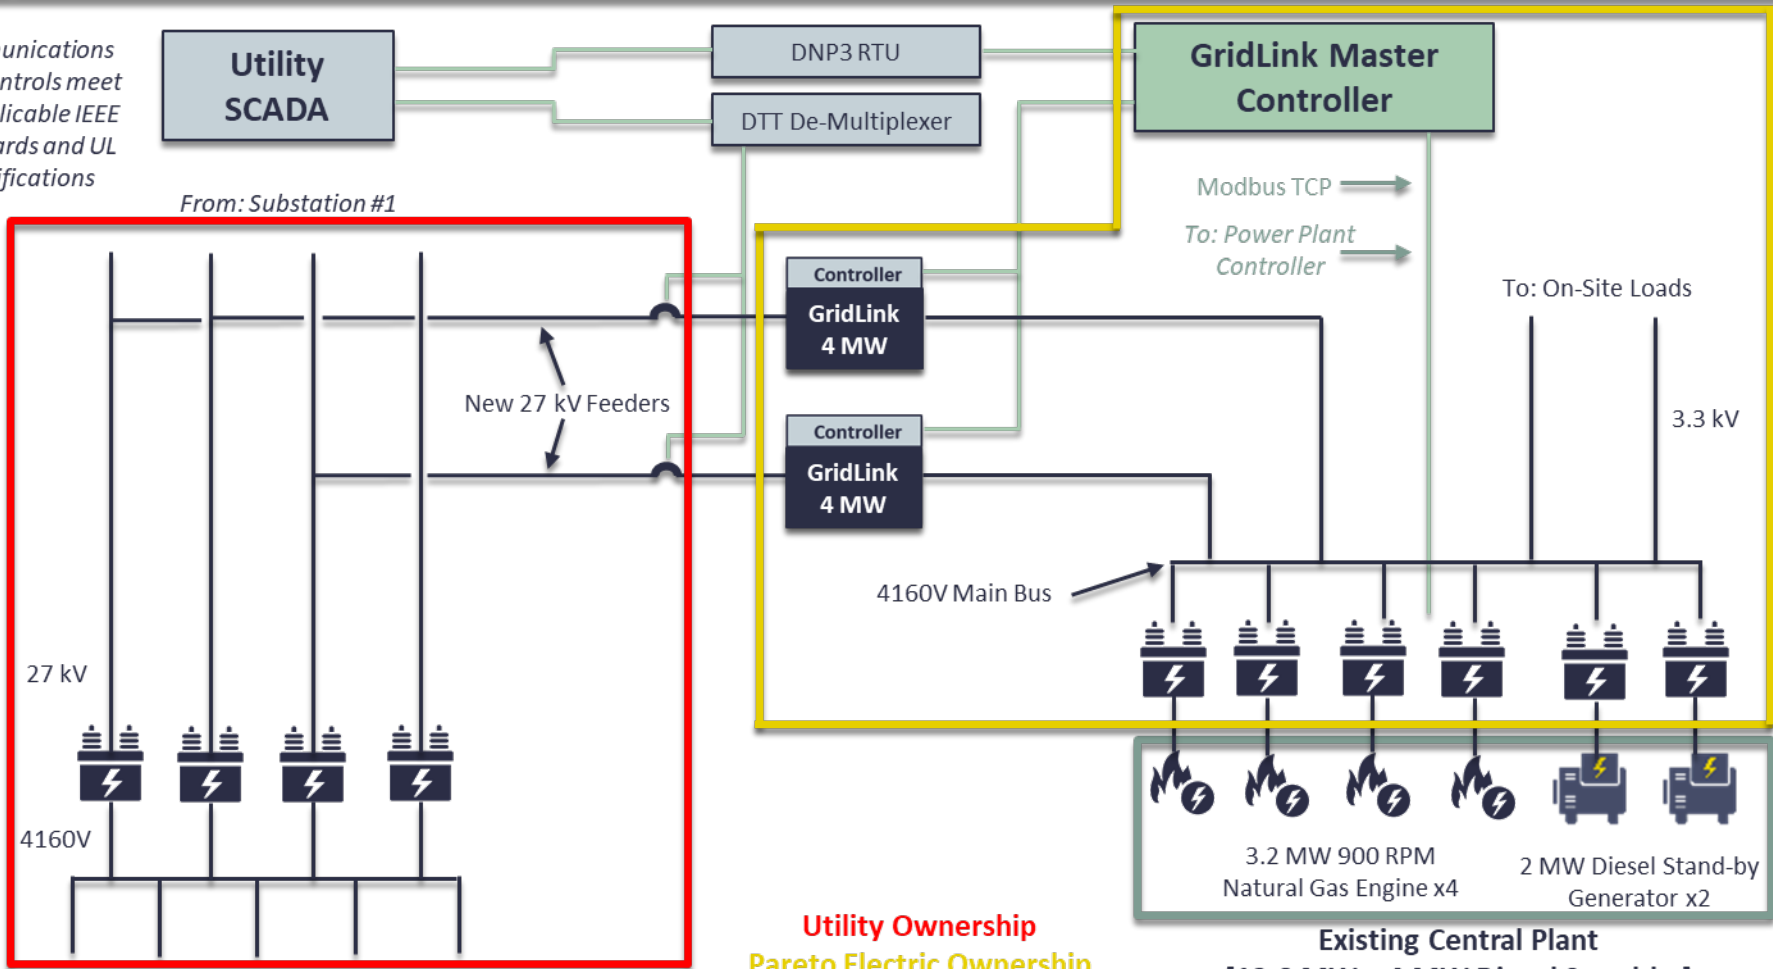 Utility
SCADA
DNP3 RTU
DTT De-Multiplexer
GridLink Master
Controller
ntrols meet
licable IEEE
ards and UL
ifications
From: Substation #1
Modbus TCP
To: Power Plant
Controller
To: On-Site Loads
Controller
GridLink
4 MW
New 27 kV Feeders
3.3 kV
Controller
GridLink
4 MW
4160V Main Bus
27 kV
4160V
3.2 MW 900 RPM
Natural Gas Engine x4
2 MW Diesel Stand-by
Generator x2
Utility Ownership
Pareto Electric Ownership
Existing Central Plant